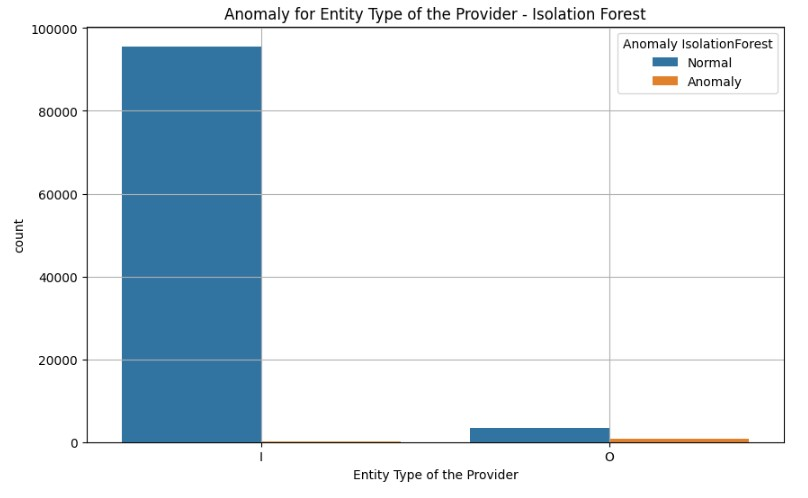 Anomaly for Entity Type of the Provider - Isolation Forest
Anomaly IsolationForest
Normal
Anomaly
100000
80000
60000
40000
20000
0
count
I
O
Entity Type of the Provider